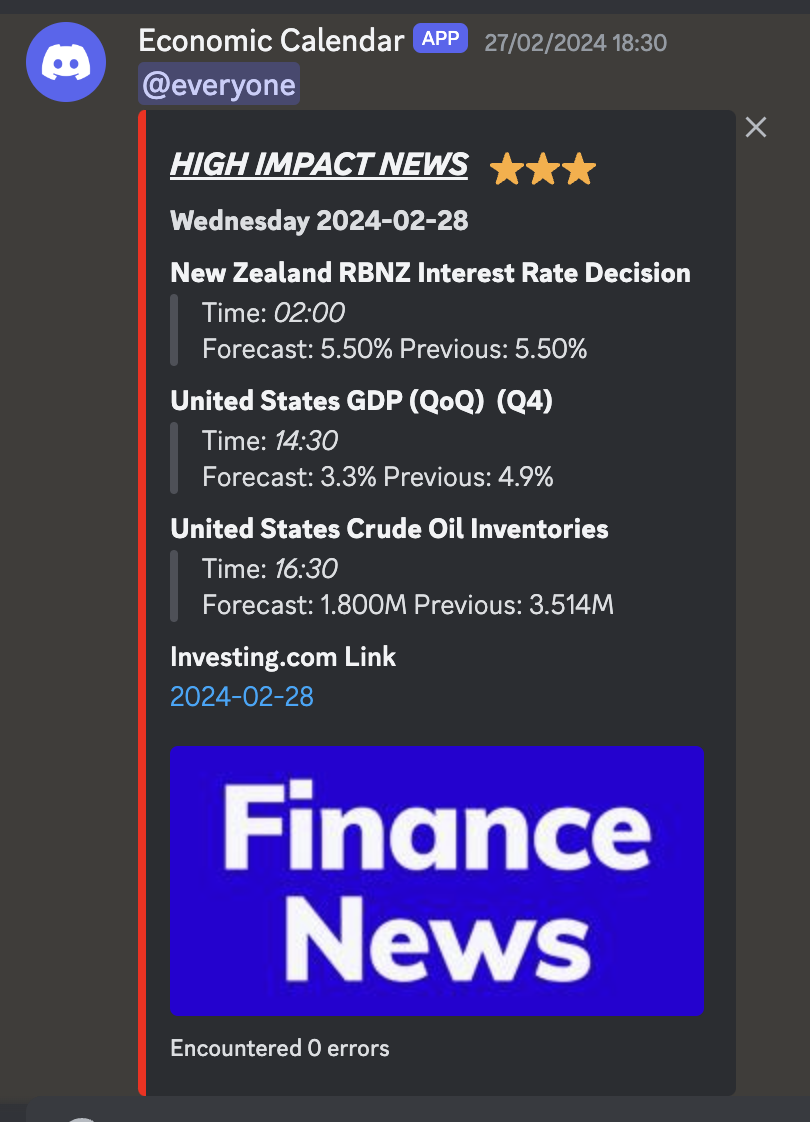 Economic Calendar APP 27/02/2024 18:30
@everyone
HIGH IMPACT NEWS
Wednesday 2024-02-28
New Zealand RBNZ Interest Rate Decision
Time: 02:00
Forecast: 5.50% Previous: 5.50%
United States GDP (QoQ)  (Q4)
Time: 14:30
Forecast: 3.3% Previous: 4.9%
United States Crude Oil Inventories
Time: 16:30
Forecast: 1.800M Previous: 3.514M
Investing.com Link
2024-02-28
Finance
News
Encountered 0 errors